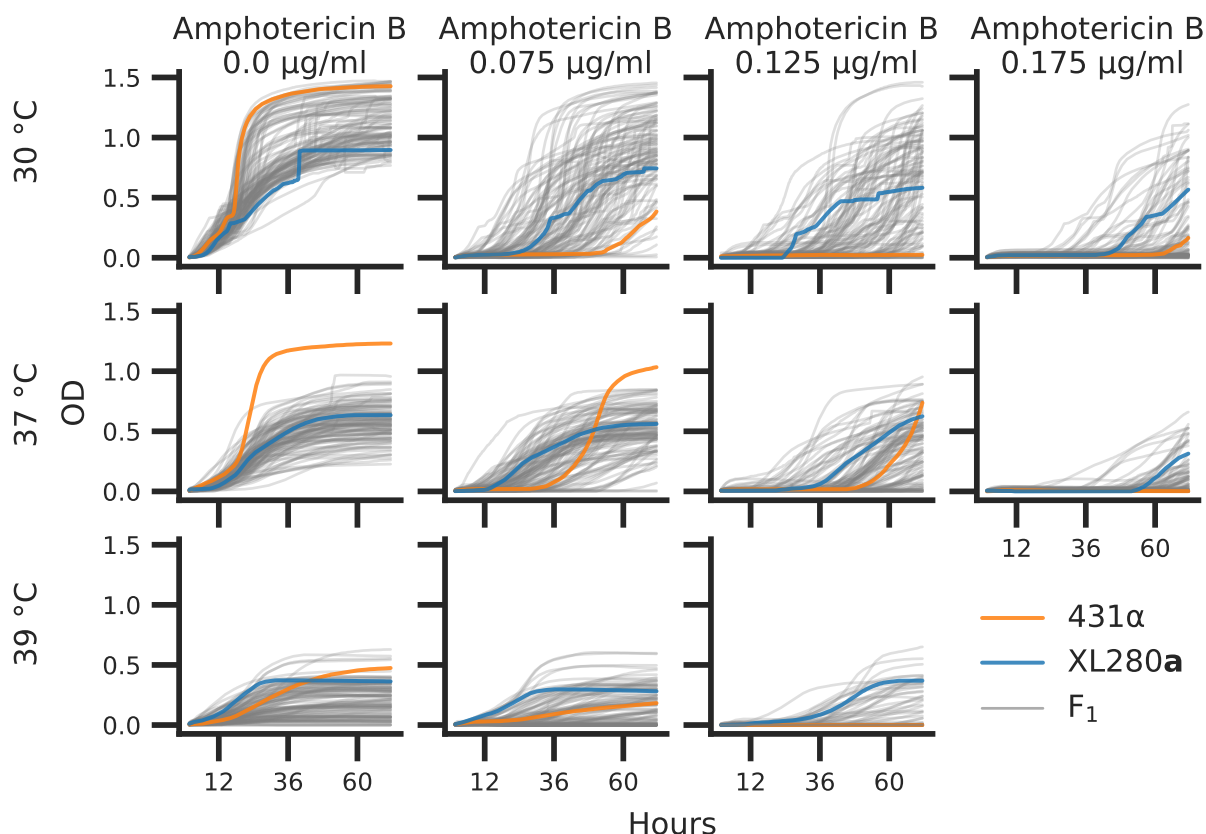 Amphotericin B Amphotericin B Amphotericin B Amphotericin B
0.0 µg/ml 0.075 µg/ml 0.125 µg/ml 0.175 µg/ml
30 °C
1.5
1.0
0.5
0.0
37 °C
OD
1.5
1.0
0.5
0.0
12 36 60
39 °C
1.5
1.0
0.5
0.0
431α
XL280a
F₁
12 36 60 12 36 60 12 36 60
Hours